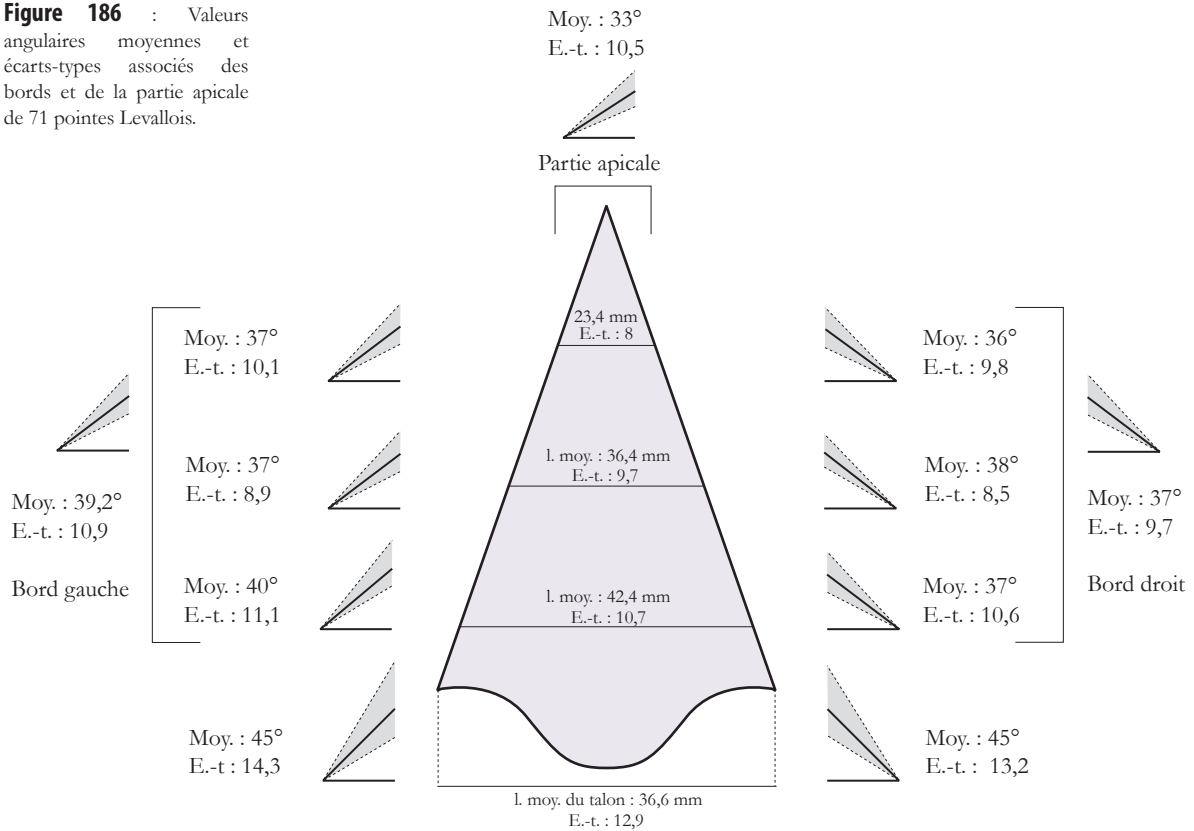 Figure 186 : Valeurs
angulaires moyennes et
écarts-types associés des
bords et de la partie apicale
de 71 pointes Levallois.
Moy. : 33°
E.-t. : 10,5
Partie apicale
Moy. : 37°
E.-t. : 10,1
23,4 mm
E.-t. : 8
Moy. : 36°
E.-t. : 9,8
Moy. : 37°
E.-t. : 8,9
l. moy. : 36,4 mm
E.-t. : 9,7
Moy. : 38°
E.-t. : 8,5
Moy. : 39,2°
E.-t. : 10,9
Bord gauche
Moy. : 37°
E.-t. : 9,7
Bord droit
Moy. : 40°
E.-t. : 11,1
l. moy. : 42,4 mm
E.-t. : 10,7
Moy. : 37°
E.-t. : 10,6
Moy. : 45°
E.-t : 14,3
Moy. : 45°
E.-t. : 13,2
l. moy. du talon : 36,6 mm
E.-t. : 12,9